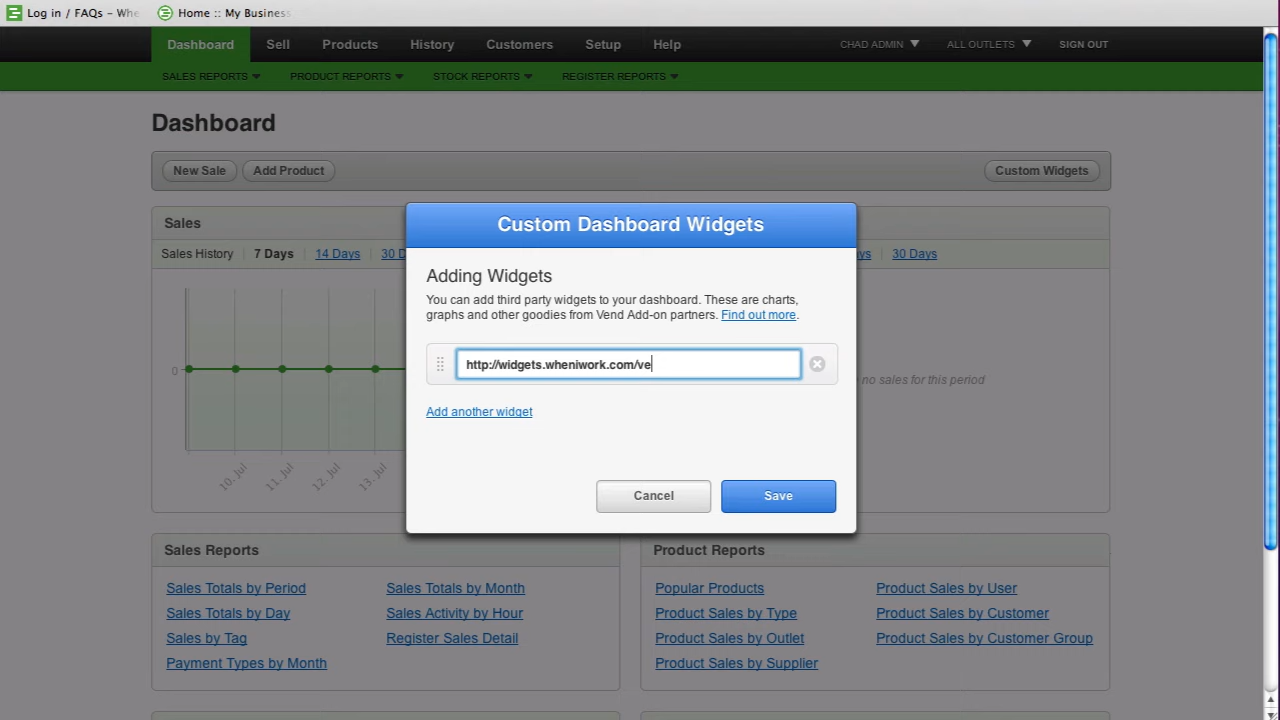 Log in / FAQs - Whe
Home :: My Business
Dashboard Sell Products History Customers Setup Help CHAD ADMIN ALL OUTLETS SIGN OUT
SALES REPORTS PRODUCT REPORTS STOCK REPORTS REGISTER REPORTS
Dashboard
New Sale Add Product Custom Widgets
Sales
Sales History 7 Days 14 Days 30 D
ys 30 Days
0
10. Jul 11. Jul 12. Jul 13. Jul
no sales for this period
Custom Dashboard Widgets
Adding Widgets
You can add third party widgets to your dashboard. These are charts,
graphs and other goodies from Vend Add-on partners. Find out more.
http://widgets.wheniwork.com/ve
Add another widget
Cancel Save
Sales Reports
Sales Totals by Period Sales Totals by Month
Sales Totals by Day Sales Activity by Hour
Sales by Tag Register Sales Detail
Payment Types by Month
Product Reports
Popular Products Product Sales by User
Product Sales by Type Product Sales by Customer
Product Sales by Outlet Product Sales by Customer Group
Product Sales by Supplier